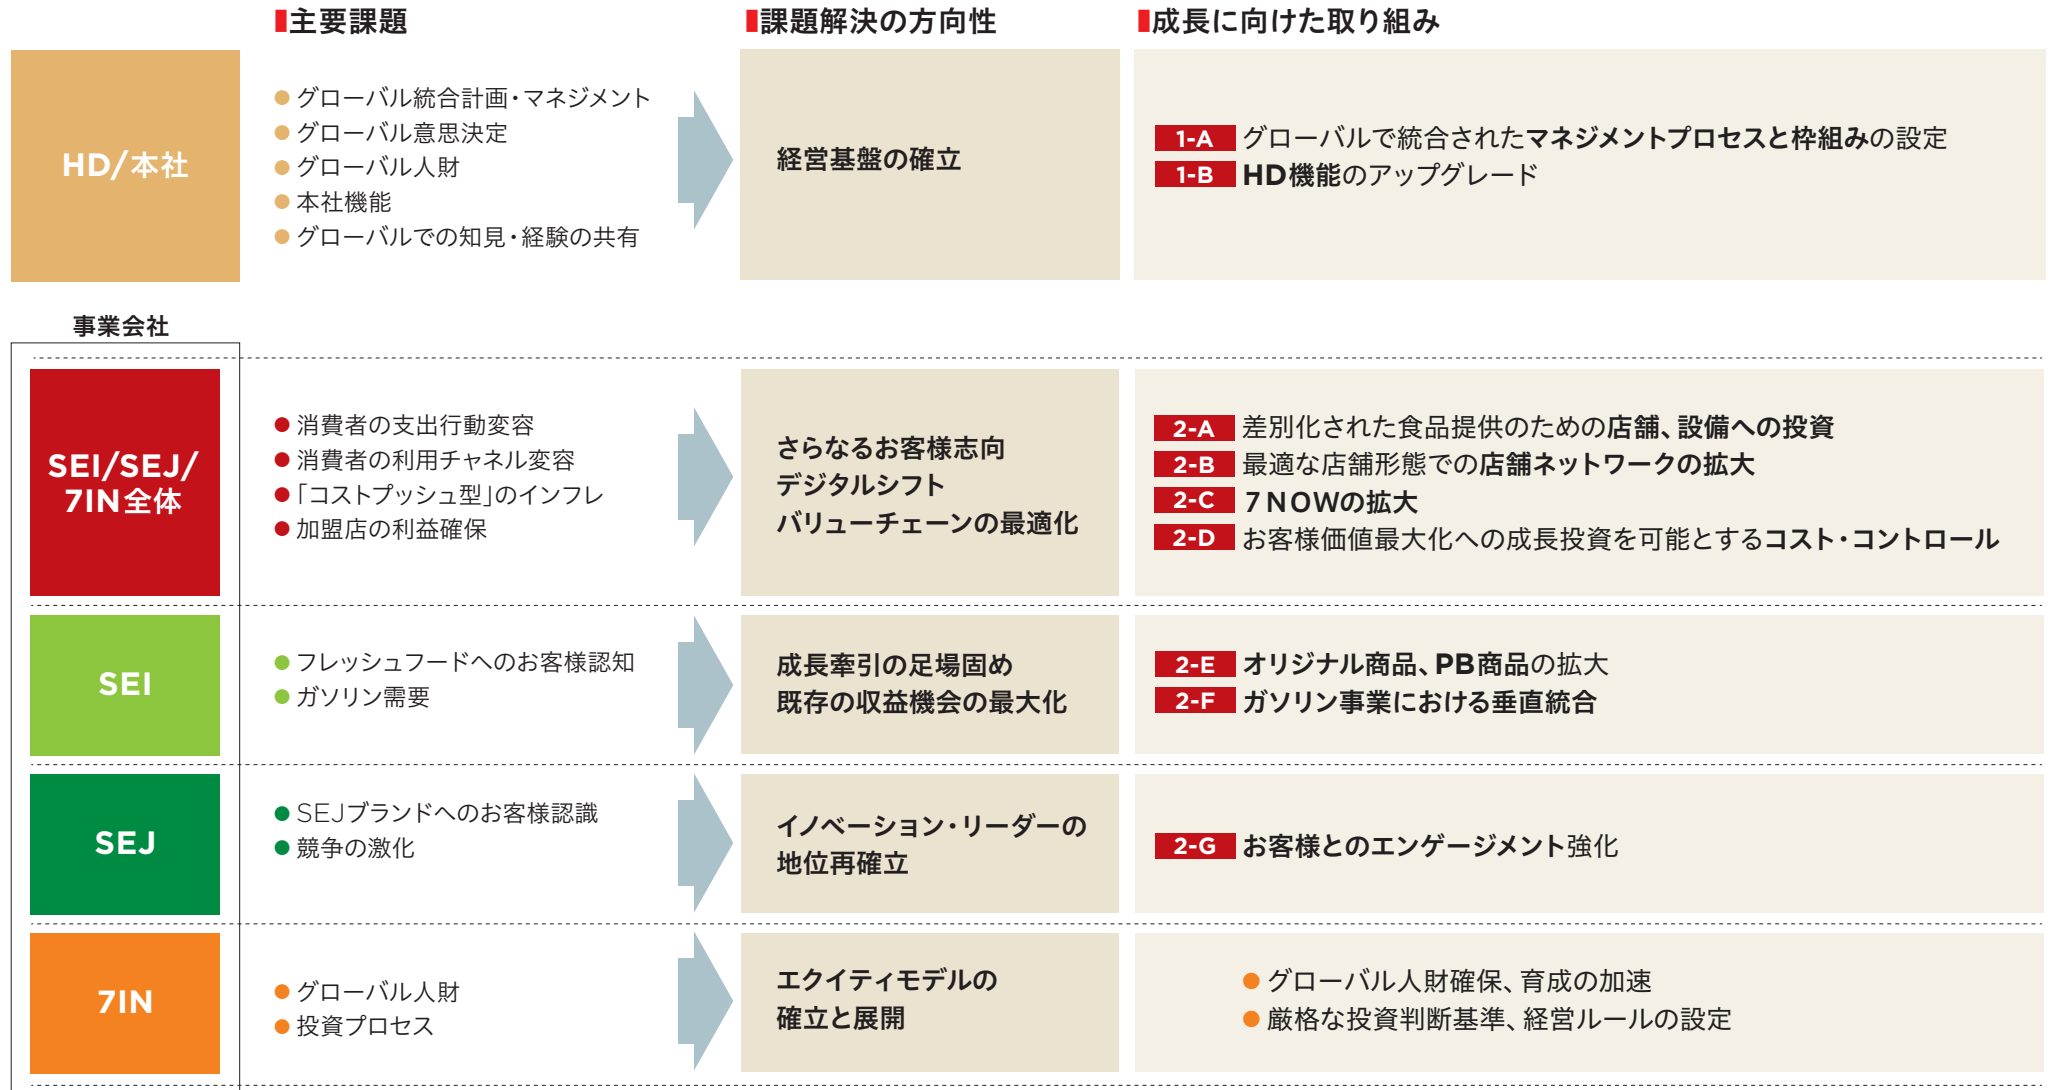 主要課題
課題解決の方向性
成長に向けた取り組み
HD/本社
● グローバル統合計画・マネジメント
● グローバル意思決定
● グローバル人財
● 本社機能
● グローバルでの知見・経験の共有
経営基盤の確立
1-A グローバルで統合されたマネジメントプロセスと枠組みの設定
1-B HD機能のアップグレード
事業会社
SEI/SEJ/
7IN全体
● 消費者の支出行動変容
● 消費者の利用チャネル変容
● 「コストプッシュ型」のインフレ
● 加盟店の利益確保
さらなるお客様志向
デジタルシフト
バリューチェーンの最適化
2-A 差別化された食品提供のための店舗、設備への投資
2-B 最適な店舗形態での店舗ネットワークの拡大
2-C 7NOWの拡大
2-D お客様価値最大化への成長投資を可能とするコスト・コントロール
SEI
● フレッシュフードへのお客様認知
● ガソリン需要
成長牽引の足場固め
既存の収益機会の最大化
2-E オリジナル商品、PB商品の拡大
2-F ガソリン事業における垂直統合
SEJ
● SEJブランドへのお客様認識
● 競争の激化
イノベーション・リーダーの
地位再確立
2-G お客様とのエンゲージメント強化
7IN
● グローバル人財
● 投資プロセス
エクイティモデルの
確立と展開
● グローバル人財確保、育成の加速
● 厳格な投資判断基準、経営ルールの設定